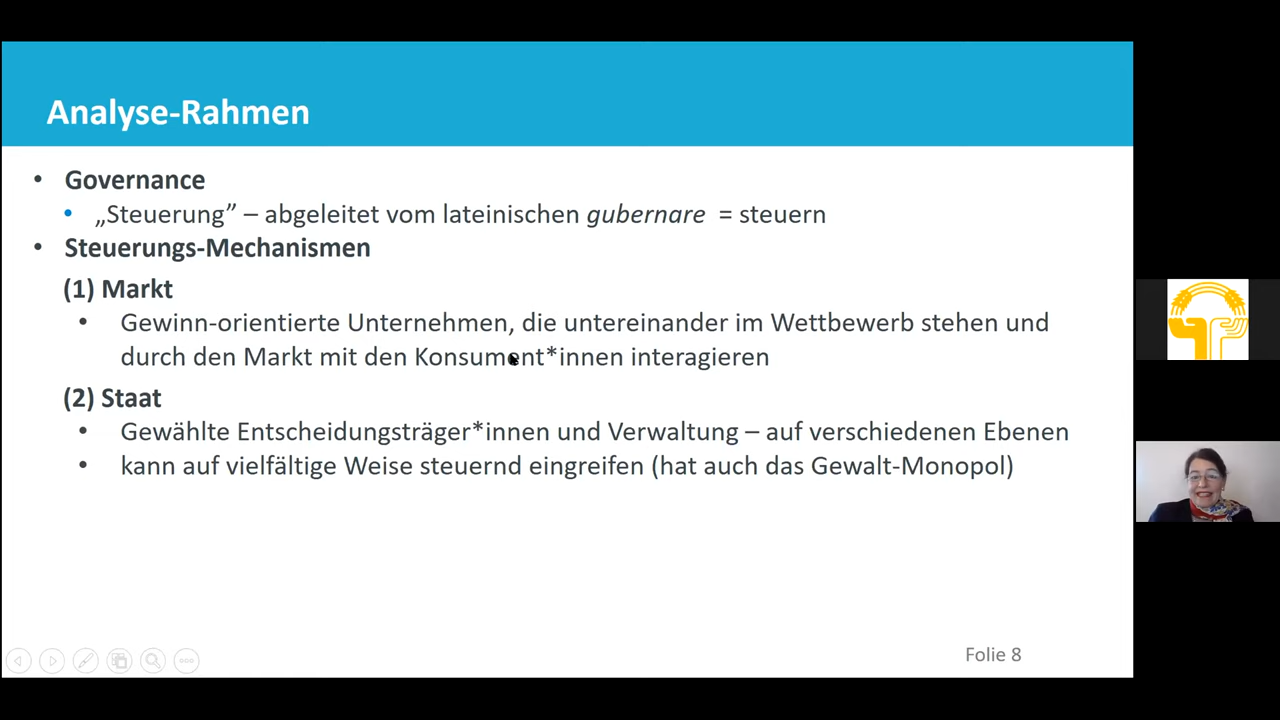 Analyse-Rahmen
• Governance
• „Steuerung” – abgeleitet vom lateinischen gubernare = steuern
• Steuerungs-Mechanismen
(1) Markt
• Gewinn-orientierte Unternehmen, die untereinander im Wettbewerb stehen und
durch den Markt mit den Konsument*innen interagieren
(2) Staat
• Gewählte Entscheidungsträger*innen und Verwaltung – auf verschiedenen Ebenen
• kann auf vielfältige Weise steuernd eingreifen (hat auch das Gewalt-Monopol)
Folie 8